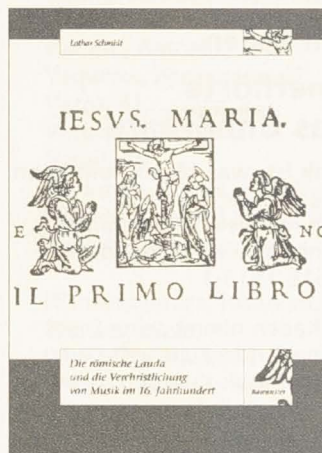 Lothar Schmidt
IESVS. MARIA.
E NO
IL PRIMO LIBRO
Die römische Lauda
und die Verchristlichung
von Musik im 16. Jahrhundert
Bärenreiter